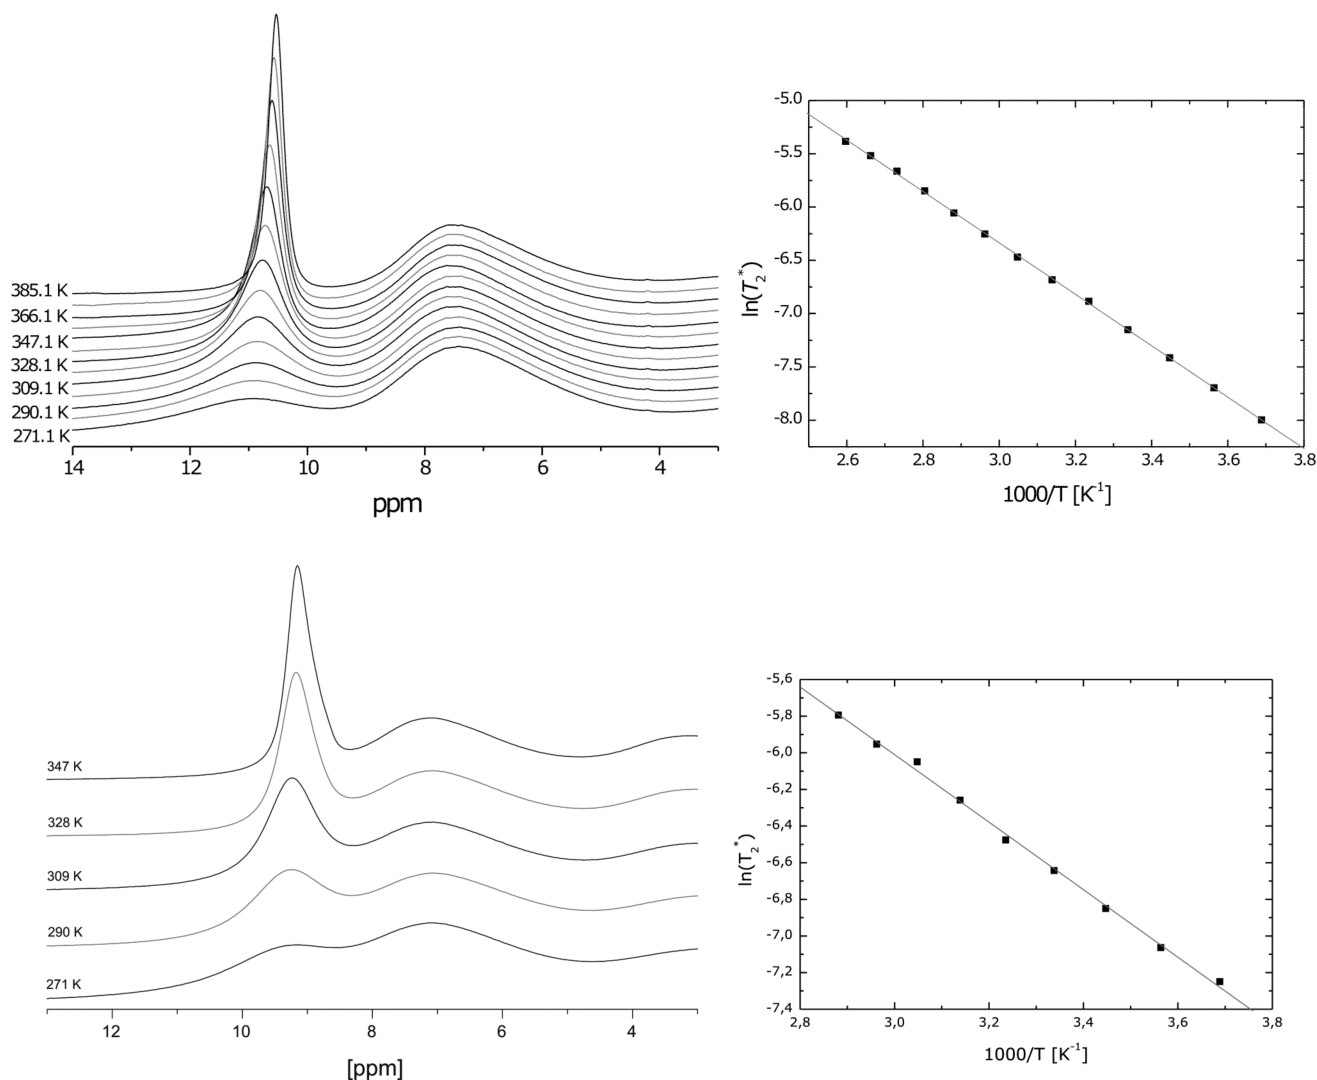 385.1 K
366.1 K
347.1 K
328.1 K
309.1 K
290.1 K
271.1 K
14 12 10 8 6 4
ppm
-5.0
-5.5
-6.0
-6.5
-7.0
-7.5
-8.0
ln(T2*)
2.6 2.8 3.0 3.2 3.4 3.6 3.8
1000/T [K-1]
347 K
328 K
309 K
290 K
271 K
12 10 8 6 4
[ppm]
-5,6
-5,8
-6,0
-6,2
-6,4
-6,6
-6,8
-7,0
-7,2
-7,4
ln(T2*)
2,8 3,0 3,2 3,4 3,6 3,8
1000/T [K-1]